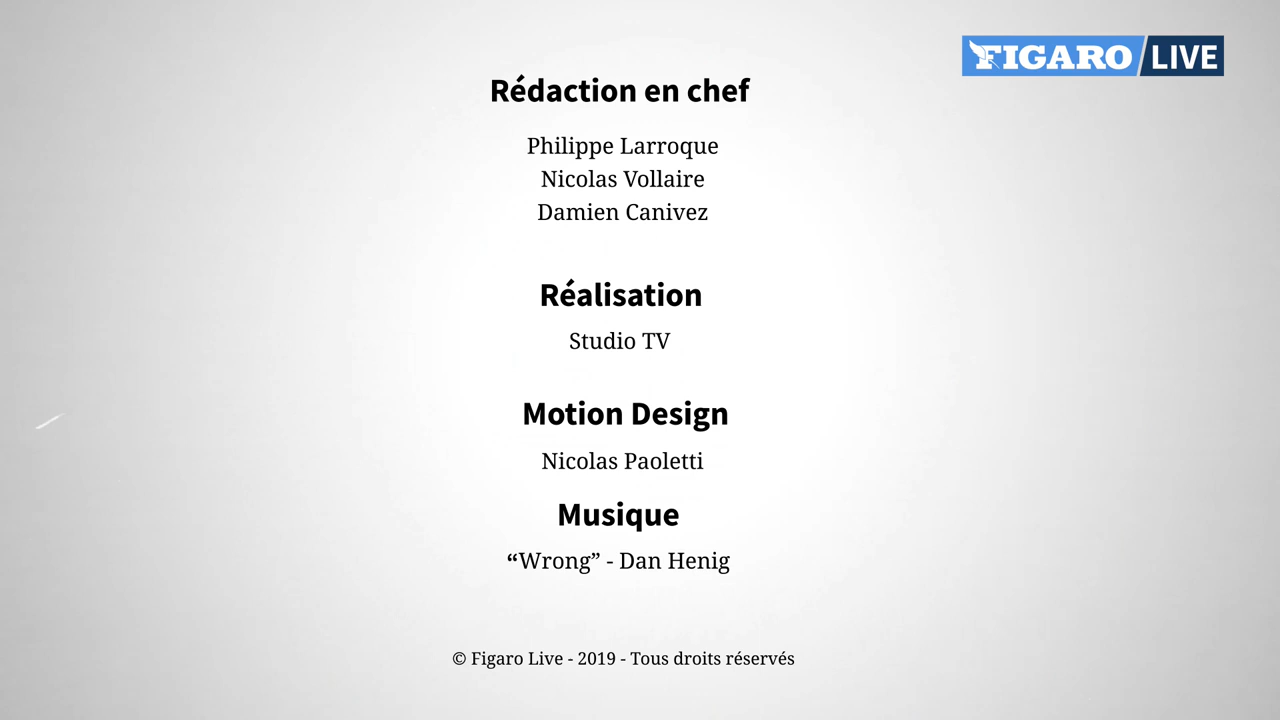 FIGARO LIVE
Rédaction en chef
Philippe Larroque
Nicolas Vollaire
Damien Canivez
Réalisation
Studio TV
Motion Design
Nicolas Paoletti
Musique
“Wrong” - Dan Henig
© Figaro Live - 2019 - Tous droits réservés